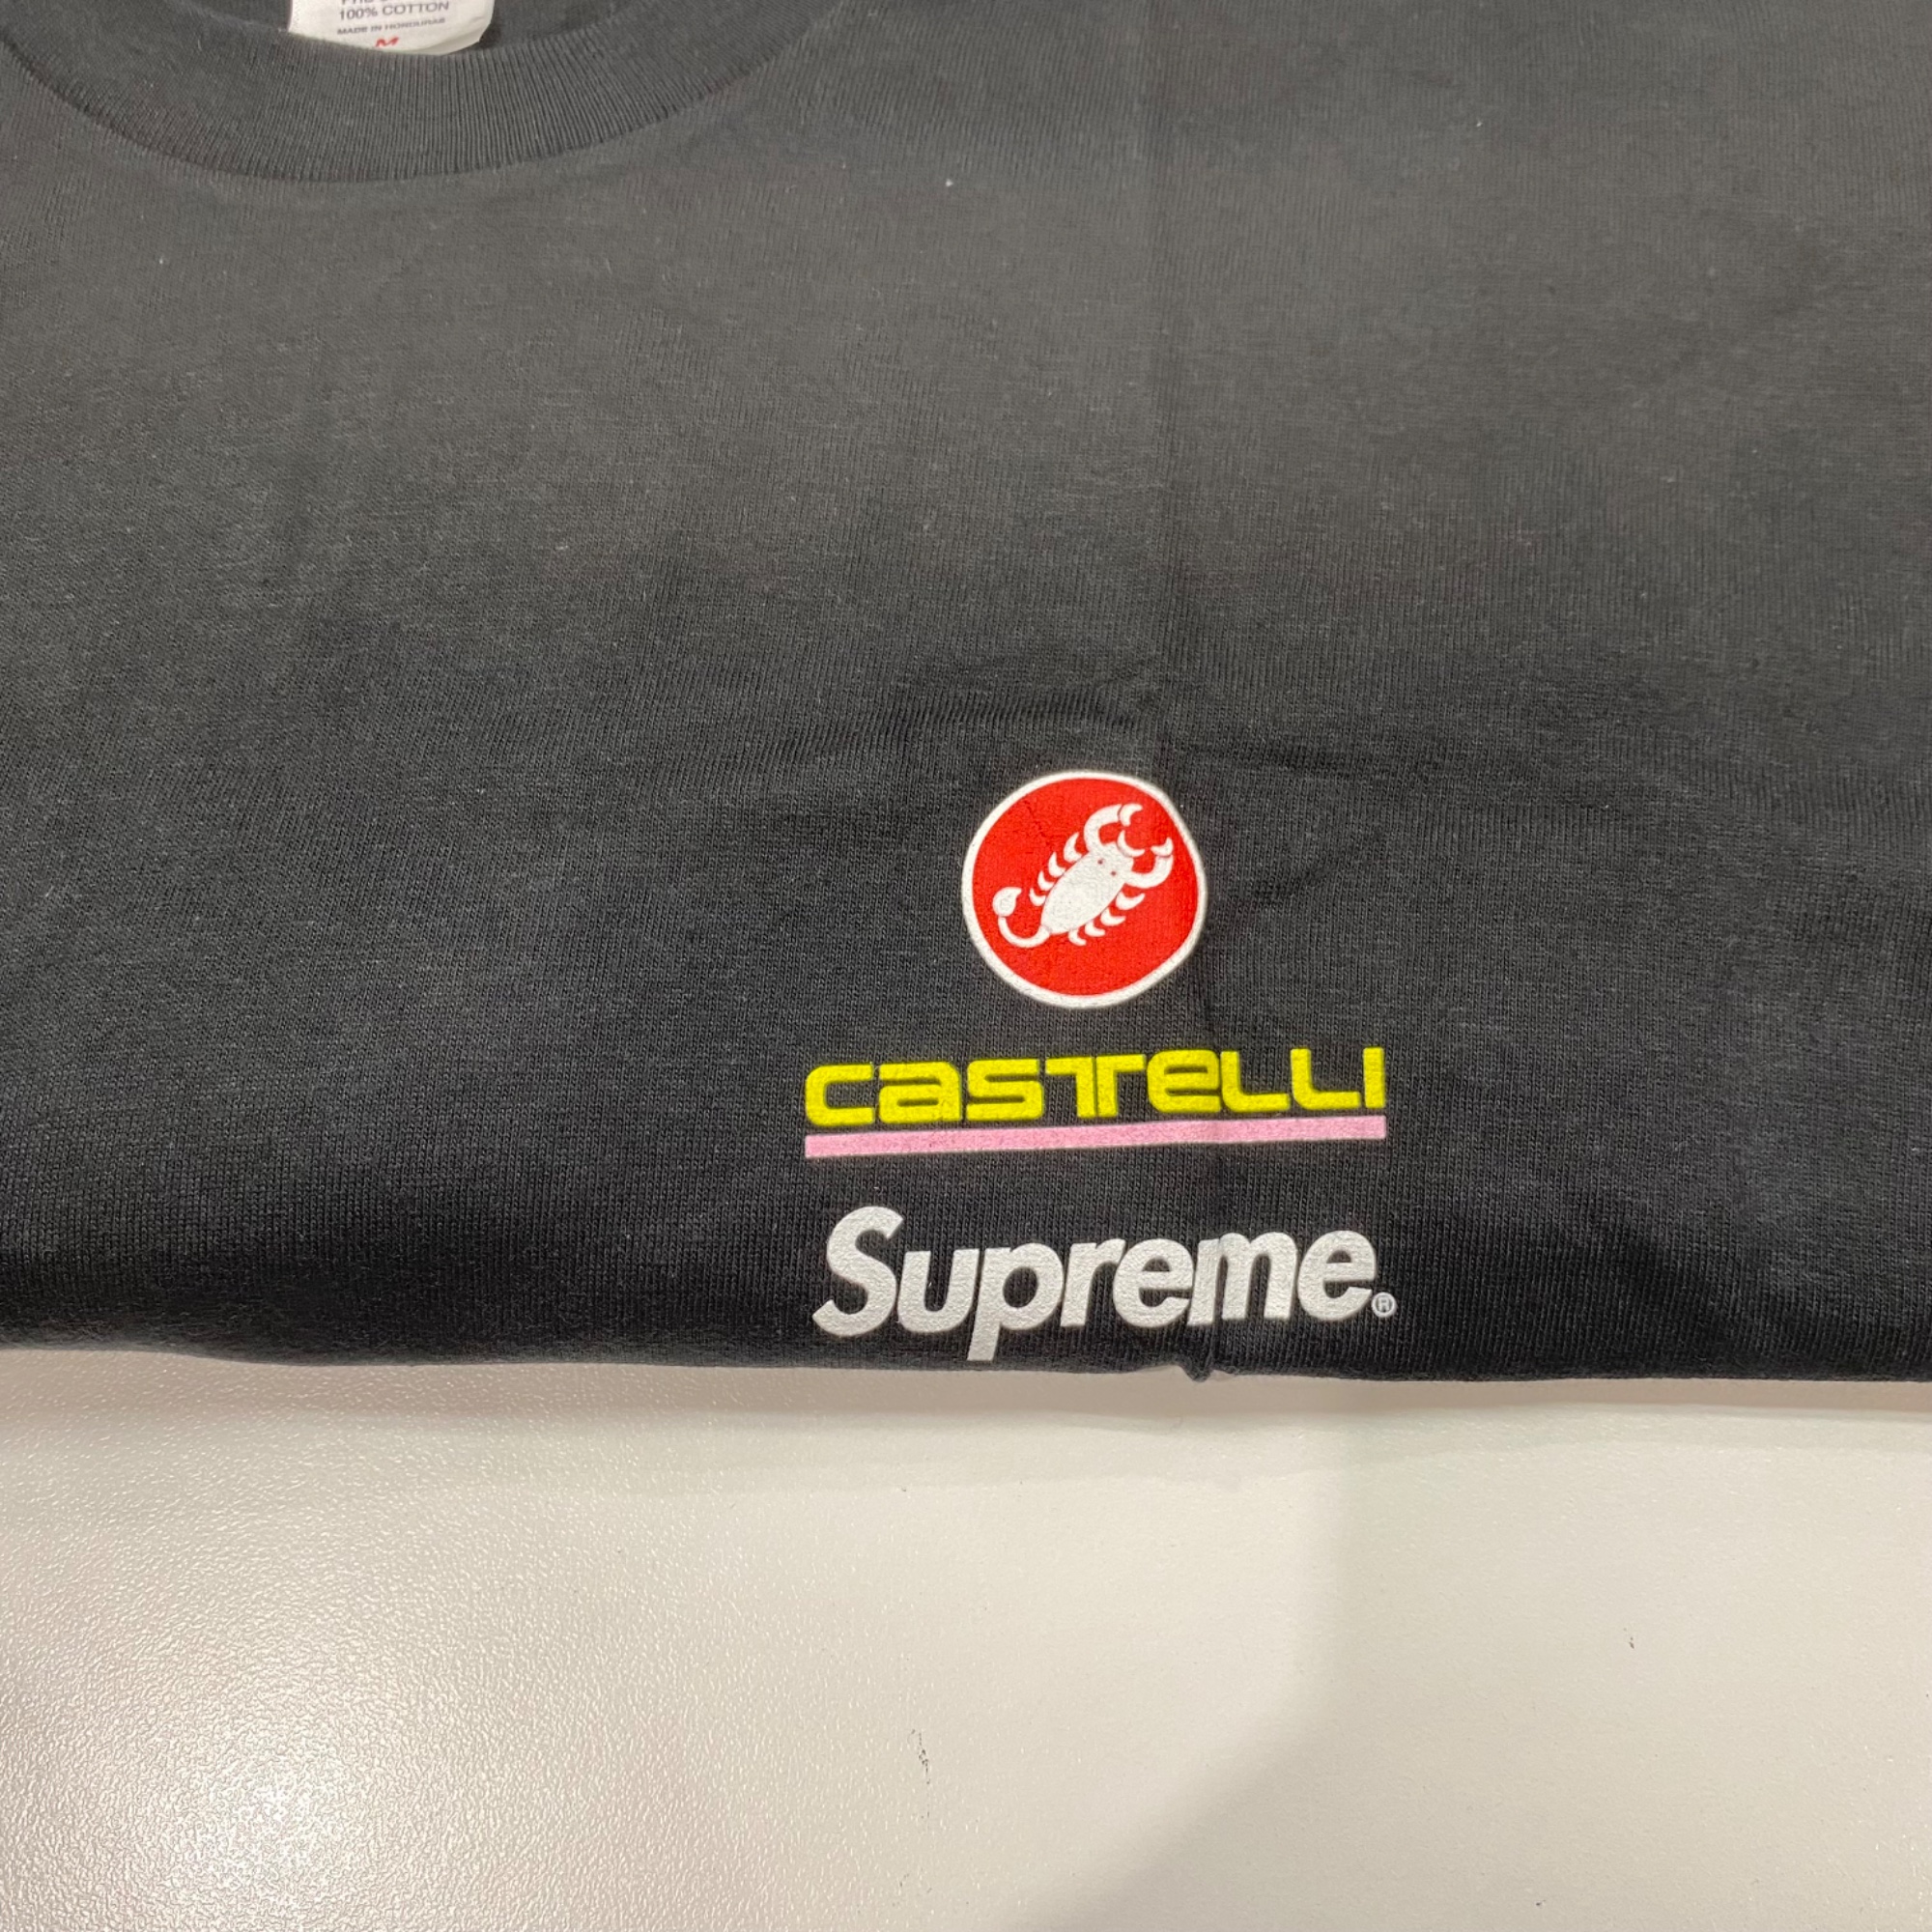 100% COTTON
MADE IN HONDURAS
M
CASTELLI
Supreme.®